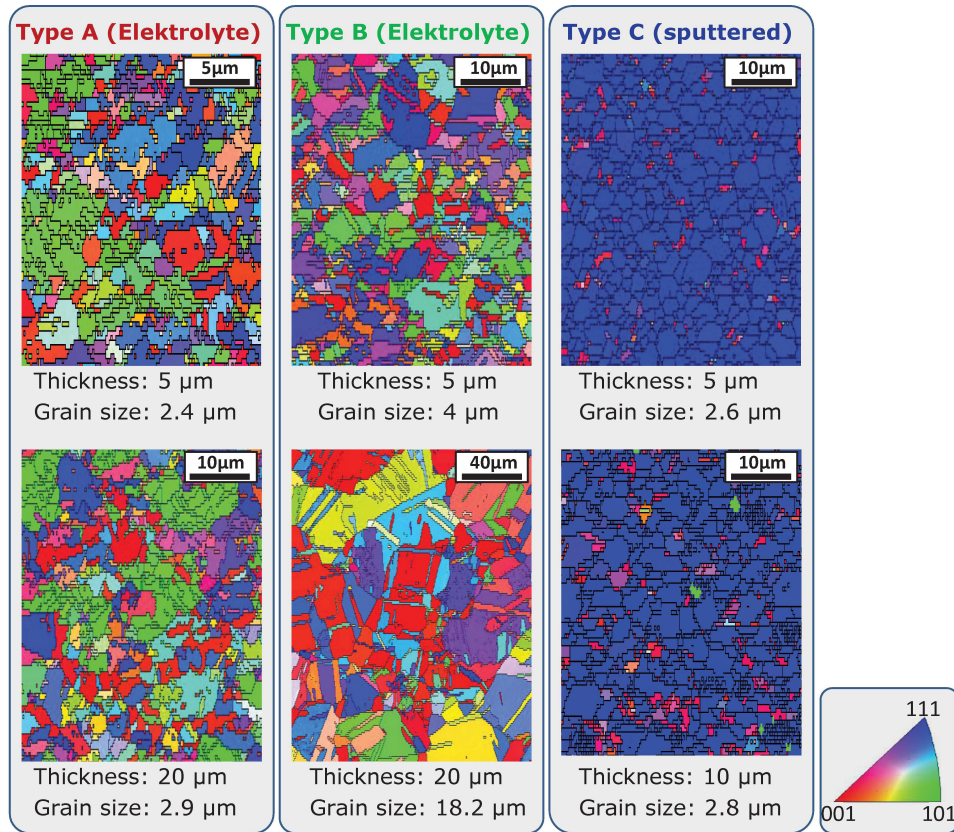 Type A (Elektrolyte)
5μm
Thickness: 5 μm
Grain size: 2.4 μm
10μm
Thickness: 20 μm
Grain size: 2.9 μm
Type B (Elektrolyte)
10μm
Thickness: 5 μm
Grain size: 4 μm
40μm
Thickness: 20 μm
Grain size: 18.2 μm
Type C (sputtered)
10μm
Thickness: 5 μm
Grain size: 2.6 μm
10μm
Thickness: 10 μm
Grain size: 2.8 μm
111
001
101